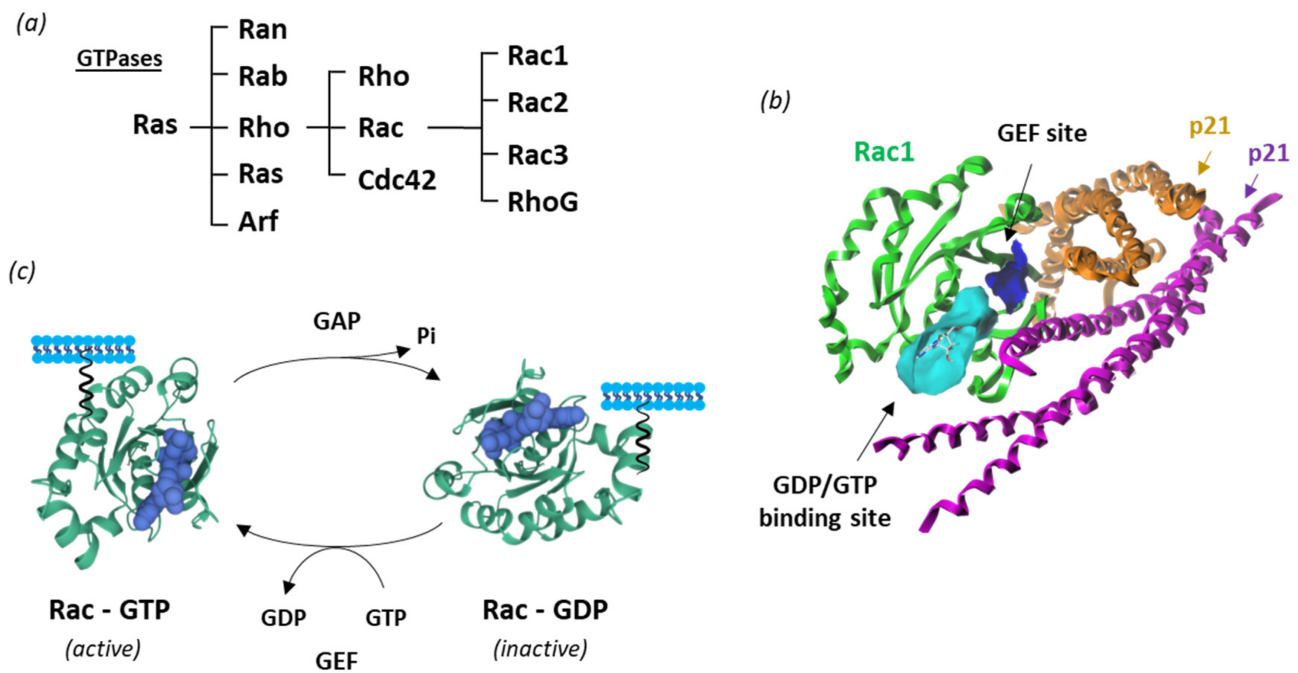 (a)
GTPases
Ras
Ran
Rab
Rho
Ras
Arf
Rho
Rac
Cdc42
Rac1
Rac2
Rac3
RhoG
(b)
Rac1
GEF site
p21
p21
GDP/GTP
binding site
(c)
GAP
Pi
GDP
GTP
GEF
Rac - GTP
(active)
Rac - GDP
(inactive)